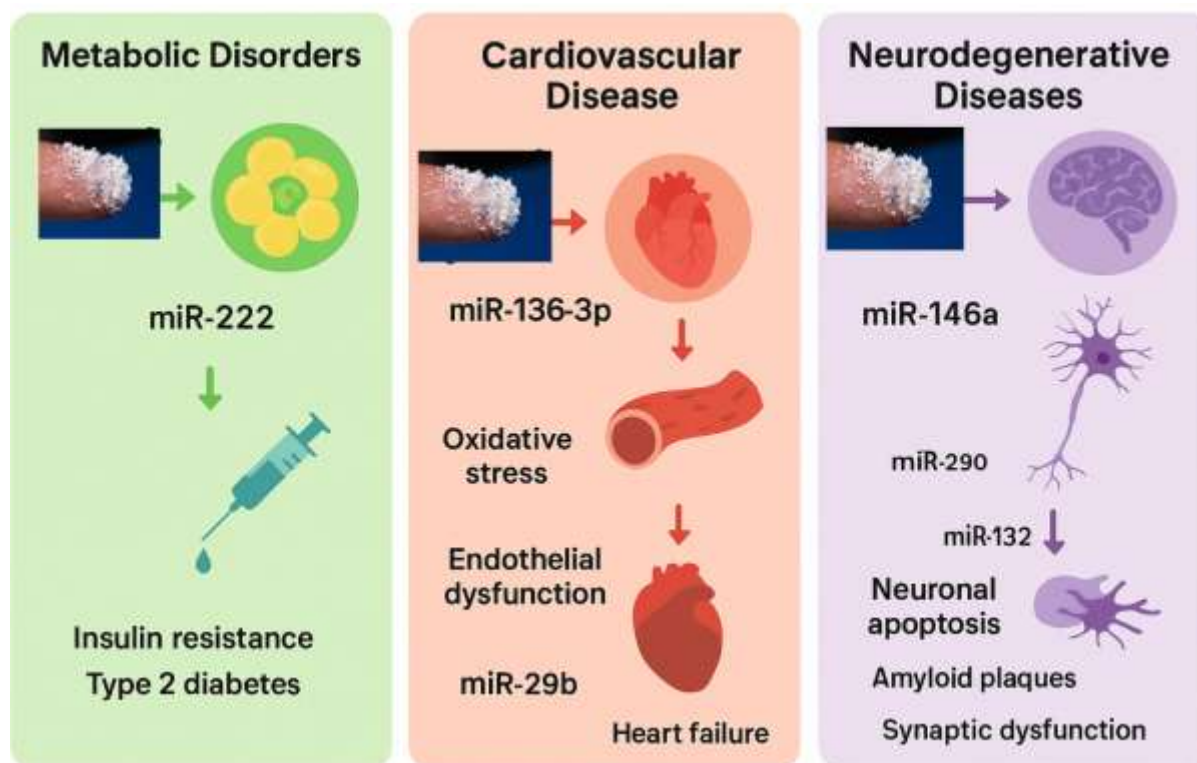 Metabolic Disorders
miR-222
Insulin resistance
Type 2 diabetes
Cardiovascular
Disease
miR-136-3p
Oxidative
stress
Endothelial
dysfunction
miR-29b
Heart failure
Neurodegenerative
Diseases
miR-146a
miR-290
miR-132
Neuronal
apoptosis
Amyloid plaques
Synaptic dysfunction